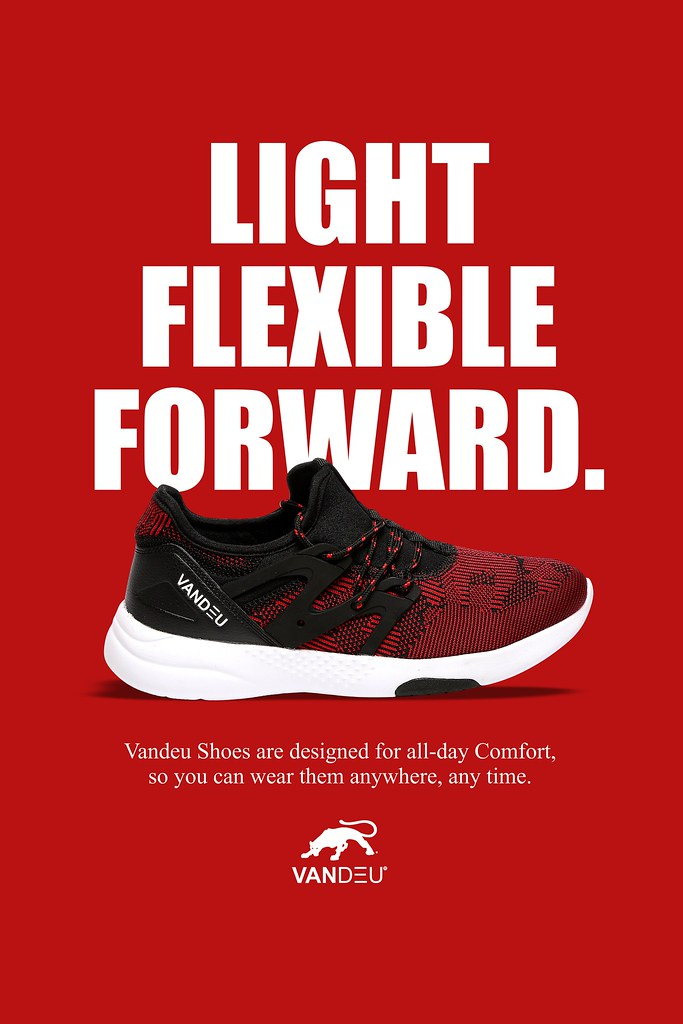 LIGHT
FLEXIBLE
FORWARD.
VANDEU
Vandeu Shoes are designed for all-day Comfort,
so you can wear them anywhere, any time.
VANDEU®